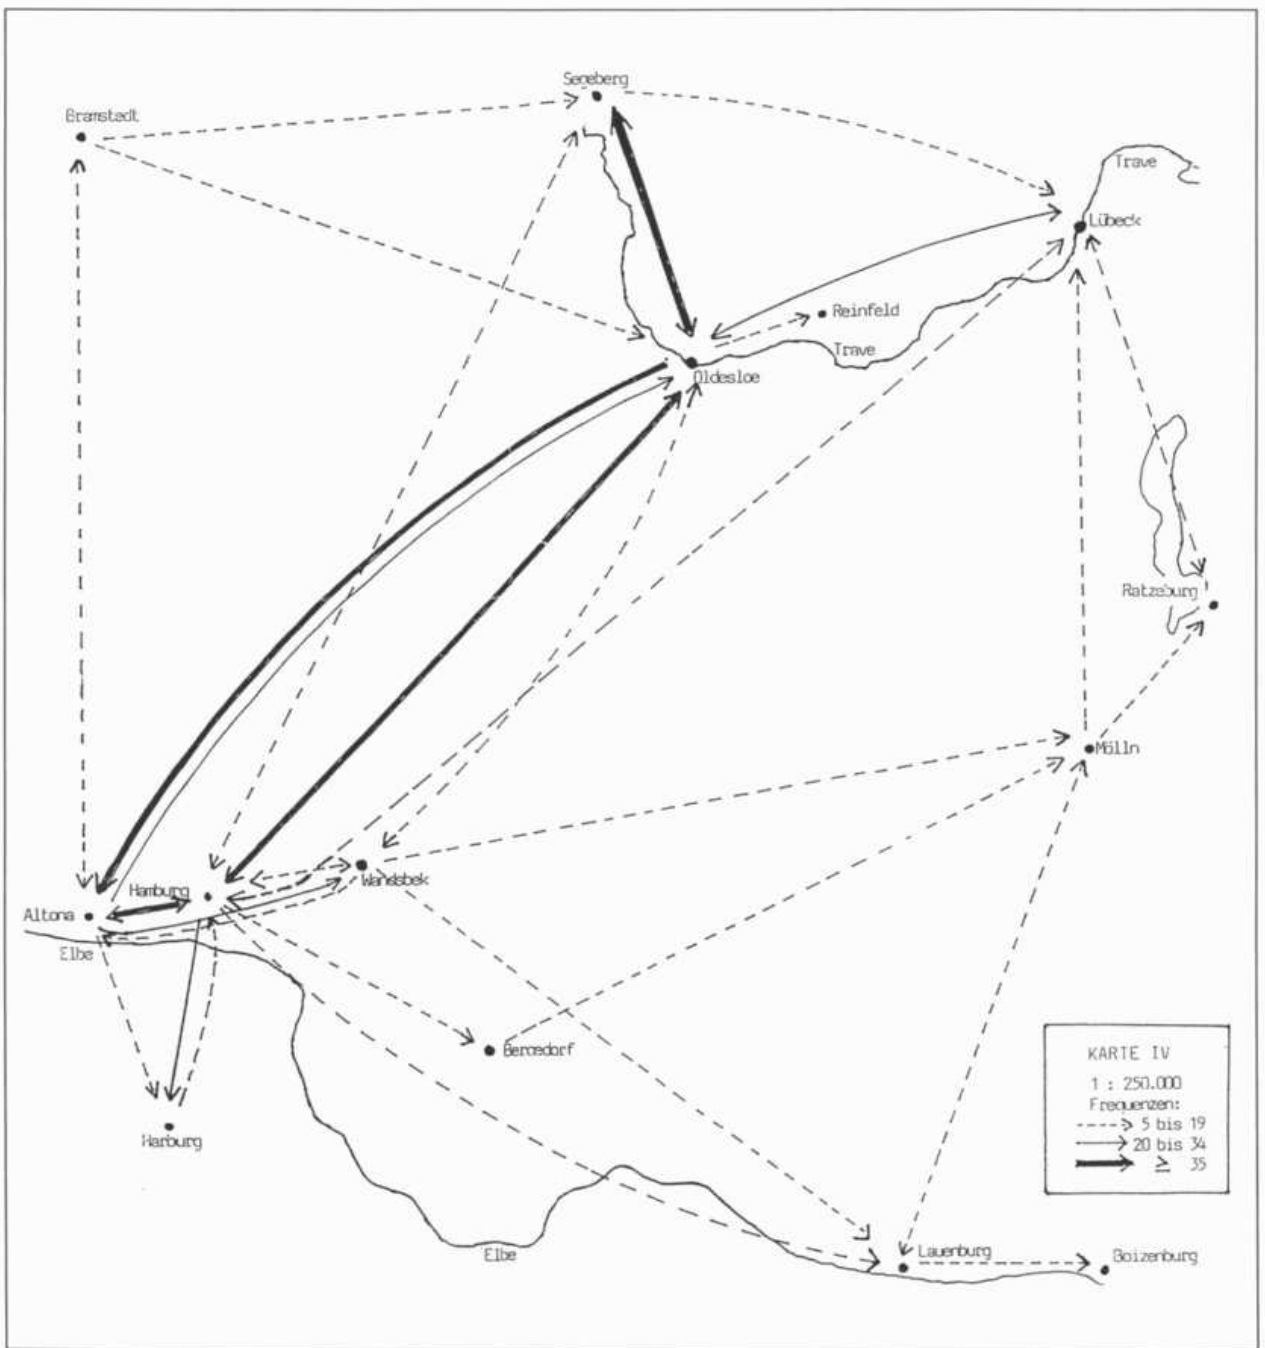 Segeberg
Bramstedt
Trave
Lübeck
Reinfeld
Trave
Oldesloe
Ratzeburg
Mölln
Hamburg
Wandsbek
Altona
Elbe
Bergedorf
KARTE IV
1 : 250.000
Frequenzen:
5 bis 19
20 bis 34
≥ 35
Harburg
Elbe
Lauenburg
Boizenburg